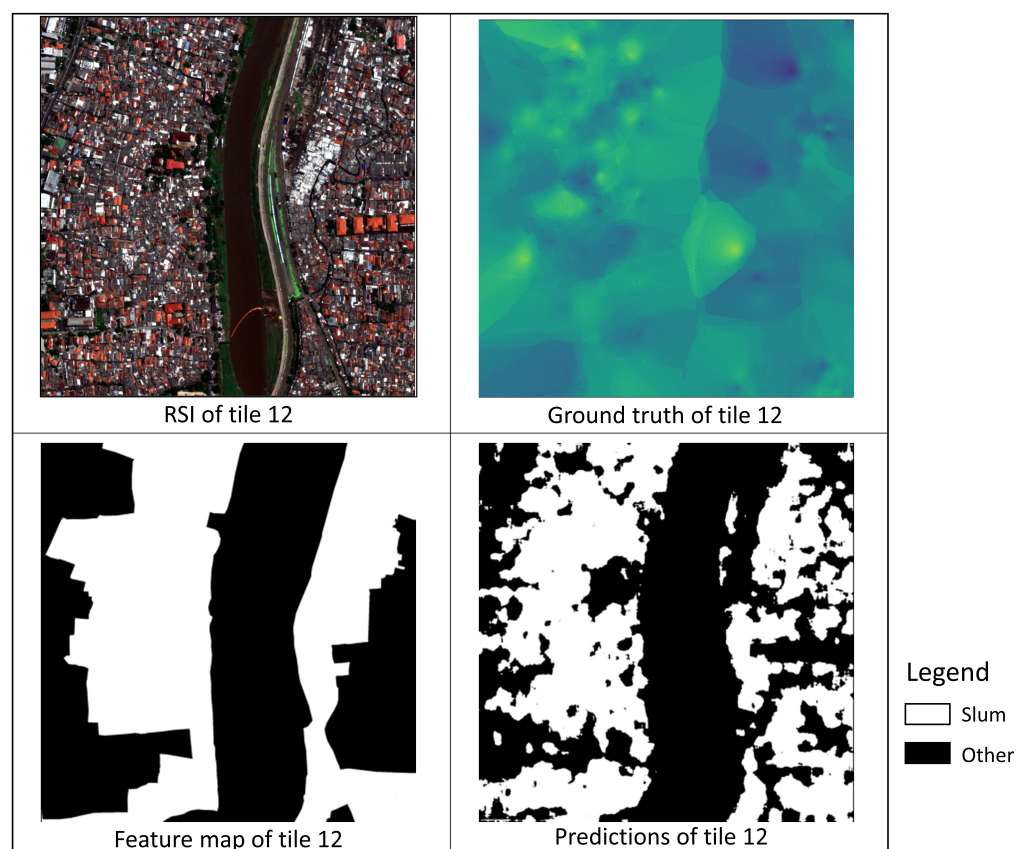 RSI of tile 12
Ground truth of tile 12
Feature map of tile 12
Predictions of tile 12
Legend
Slum
Other